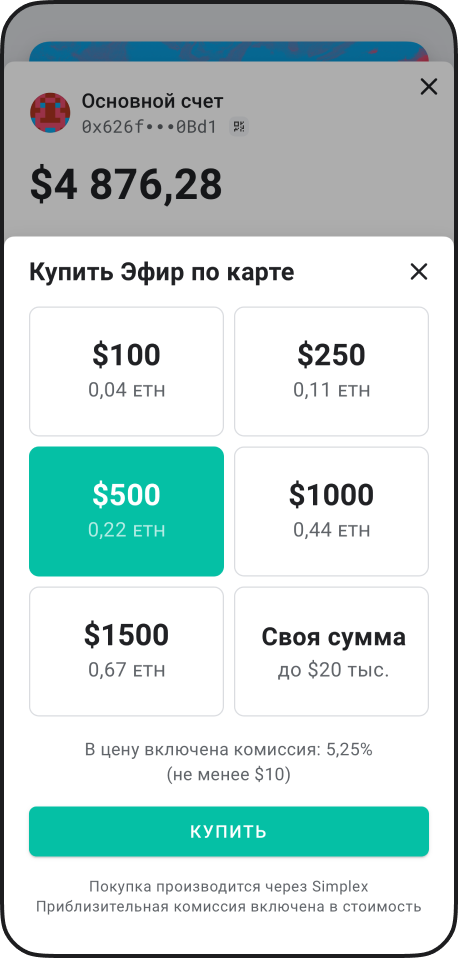 Основной счет
0x626f•••0Bd1
$4 876,28
Купить Эфир по карте
$100
0,04 ETH
$250
0,11 ETH
$500
0,22 ETH
$1000
0,44 ETH
$1500
0,67 ETH
Своя сумма
до $20 тыс.
В цену включена комиссия: 5,25%
(не менее $10)
КУПИТЬ
Покупка производится через Simplex
Приблизительная комиссия включена в стоимость